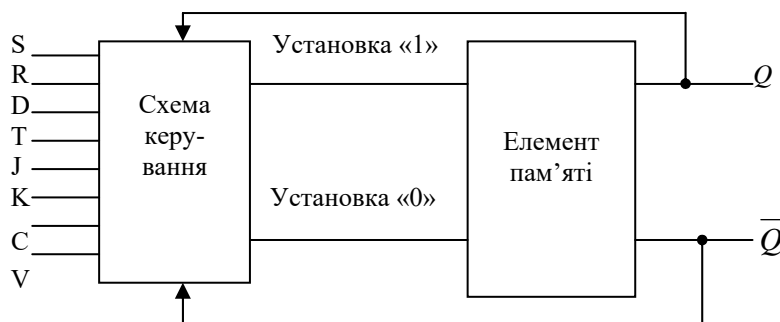 S
R
D
T
J
K
C
V
Схема
керу-
вання
Установка «1»
Установка «0»
Елемент
пам’яті
Q
Q̅